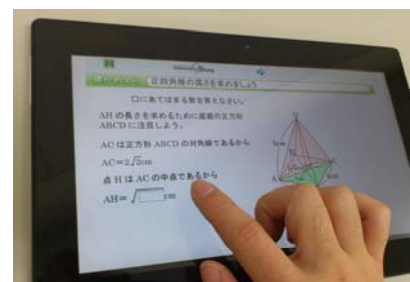 正四角錐の高さを求めましょう
□にあてはまる数を答えなさい。
AHの長さを求めるために底面の正方形
ABCDに注目しよう。
ACは正方形ABCDの対角線であるから
AC=2√2cm
点HはACの中点であるから
AH=√□cm
O
A